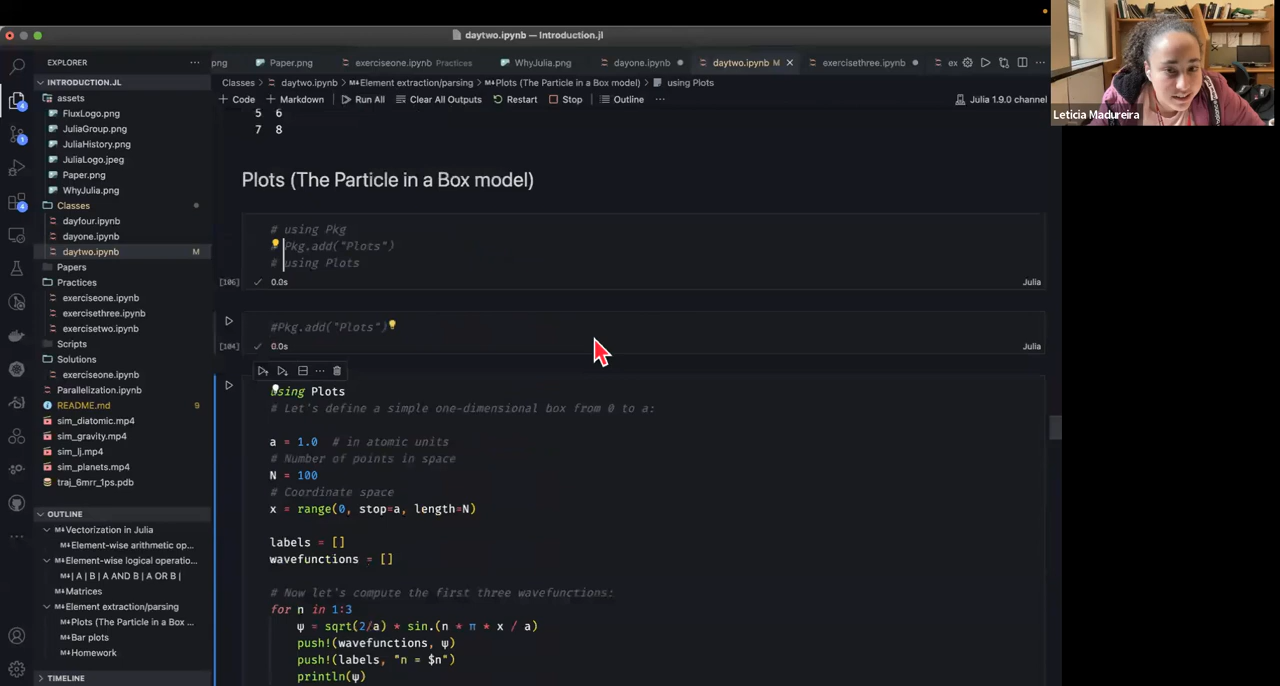 daytwo.ipynb — Introduction.jl
EXPLORER
png
Paper.png
exerciseone.ipynb Practices
WhyJulia.png
dayone.ipynb
daytwo.ipynb M
exercisethree.ipynb
ex
INTRODUCTION.JL
Classes > daytwo.ipynb > M↓Element extraction/parsing > M↓Plots (The Particle in a Box model) > using Plots
+ Code + Markdown Run All Clear All Outputs Restart Stop Outline ... Julia 1.9.0 channel
assets
FluxLogo.png
JuliaGroup.png
JuliaHistory.png
JuliaLogo.jpeg
Paper.png
WhyJulia.png
Classes
dayfour.ipynb
dayone.ipynb
daytwo.ipynb M
Papers
Practices
exerciseone.ipynb
exercisethree.ipynb
exercisetwo.ipynb
Scripts
Solutions
exerciseone.ipynb
Parallelization.ipynb
README.md 9
sim_diatomic.mp4
sim_gravity.mp4
sim_lj.mp4
sim_planets.mp4
traj_6mrr_1ps.pdb
OUTLINE
M↓Vectorization in Julia
M↓Element-wise arithmetic op...
M↓Element-wise logical operatio...
M↓| A | B | A AND B | A OR B |
M↓Matrices
M↓Element extraction/parsing
M↓Plots (The Particle in a Box ...
M↓Bar plots
M↓Homework
TIMELINE
4
1
2
5 6
7 8
Plots (The Particle in a Box model)
# using Pkg
# Pkg.add("Plots")
# using Plots
[106] 0.0s Julia
#Pkg.add("Plots")
[104] 0.0s Julia
using Plots
# Let's define a simple one-dimensional box from 0 to a:
a = 1.0 # in atomic units
# Number of points in space
N = 100
# Coordinate space
x = range(0, stop=a, length=N)
labels = []
wavefunctions = []
# Now let's compute the first three wavefunctions:
for n in 1:3
ψ = sqrt(2/a) * sin.(n * π * x / a)
push!(wavefunctions, ψ)
push!(labels, "n = $n")
println(ψ)
Leticia Madureira